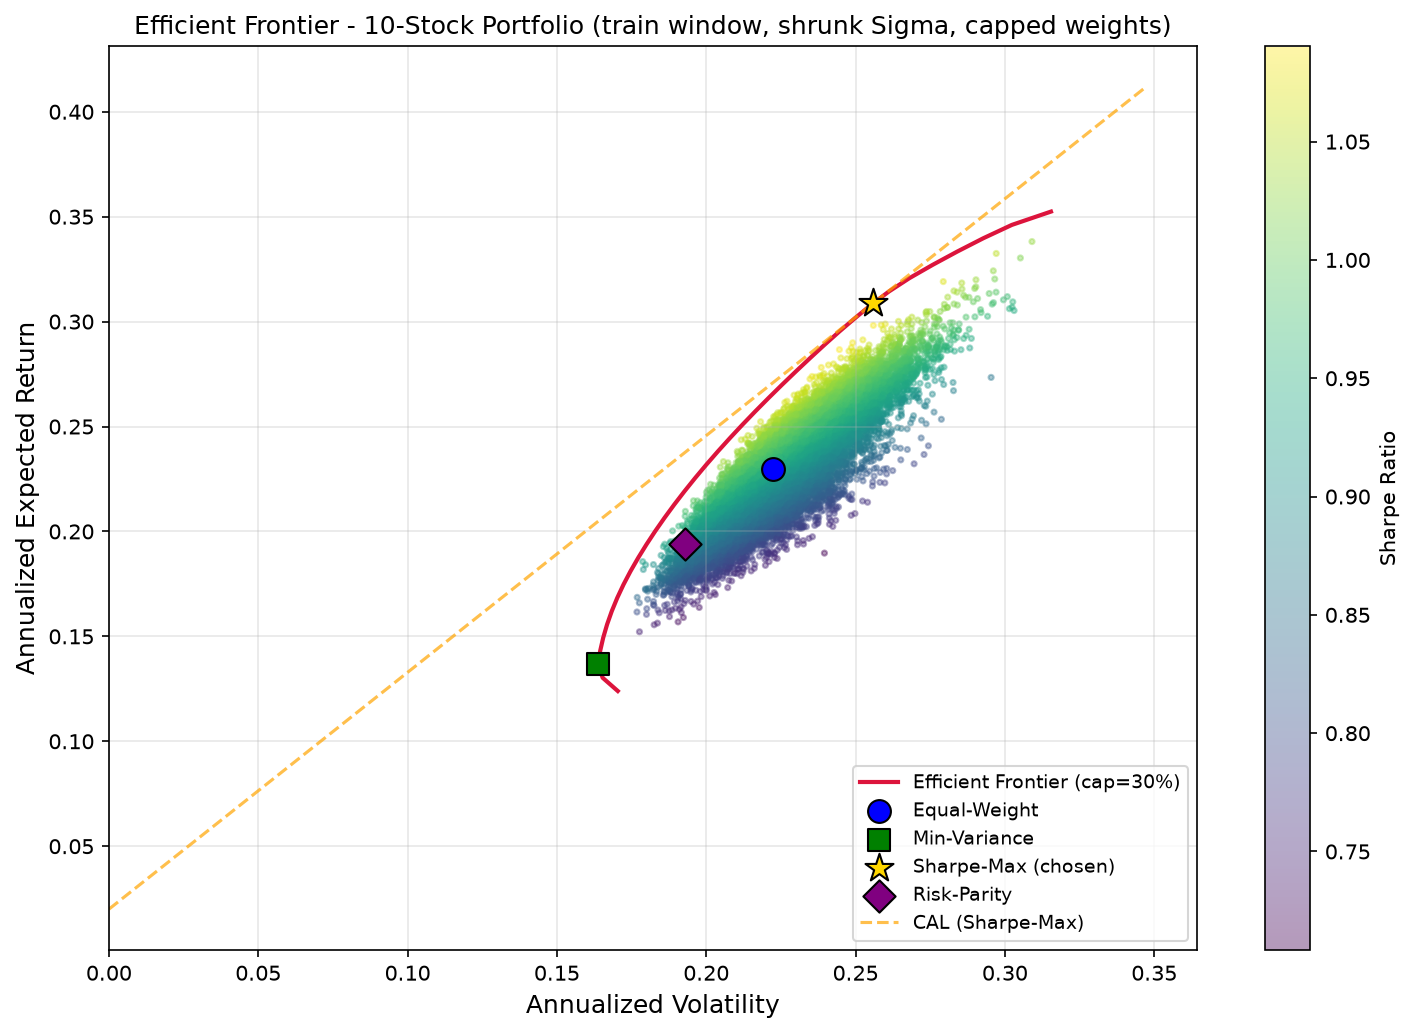 Efficient Frontier - 10-Stock Portfolio (train window, shrunk Sigma, capped weights)
Annualized Expected Return
0.40
0.35
0.30
0.25
0.20
0.15
0.10
0.05
0.00
0.05
0.10
0.15
0.20
0.25
0.30
0.35
Annualized Volatility
Efficient Frontier (cap=30%)
Equal-Weight
Min-Variance
Sharpe-Max (chosen)
Risk-Parity
CAL (Sharpe-Max)
1.05
1.00
0.95
0.90
0.85
0.80
0.75
Sharpe Ratio